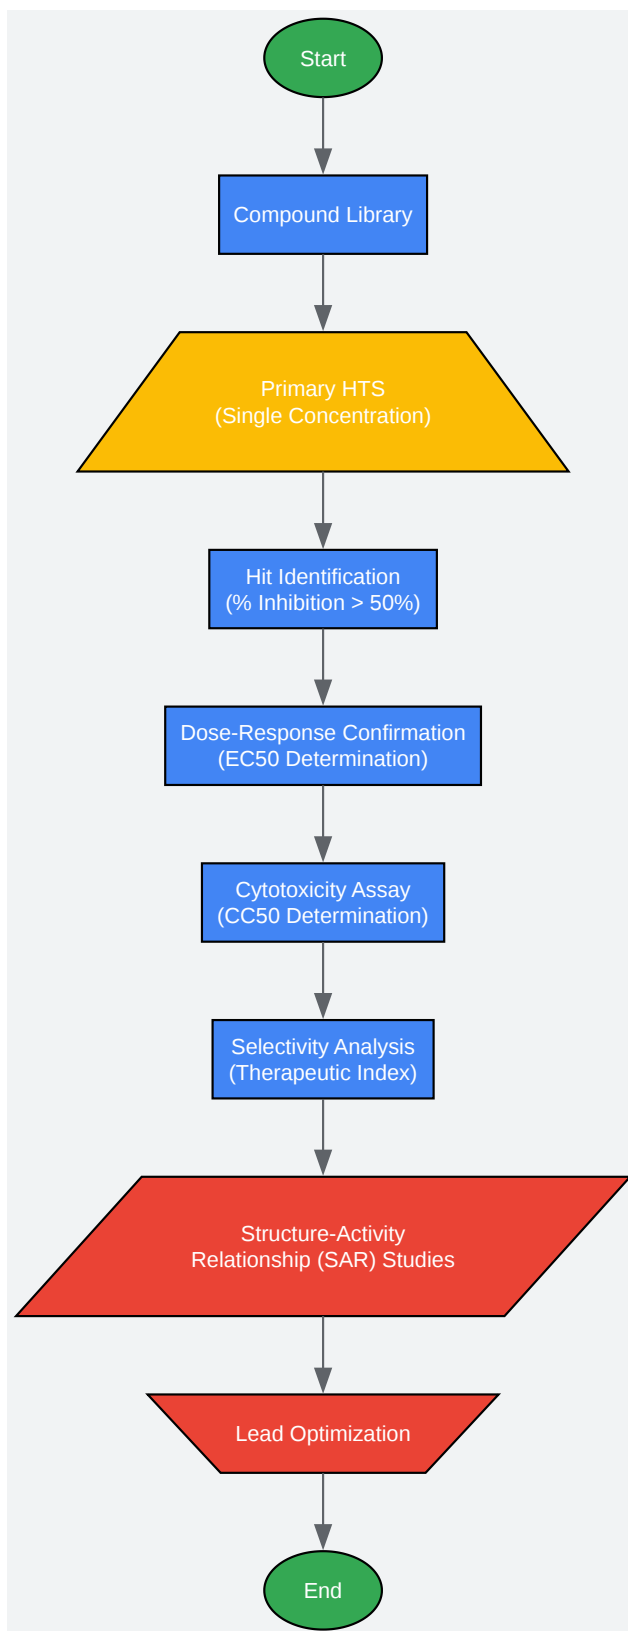 Start
Compound Library
Primary HTS
(Single Concentration)
Hit Identification
(% Inhibition > 50%)
Dose-Response Confirmation
(EC50 Determination)
Cytotoxicity Assay
(CC50 Determination)
Selectivity Analysis
(Therapeutic Index)
Structure-Activity
Relationship (SAR) Studies
Lead Optimization
End